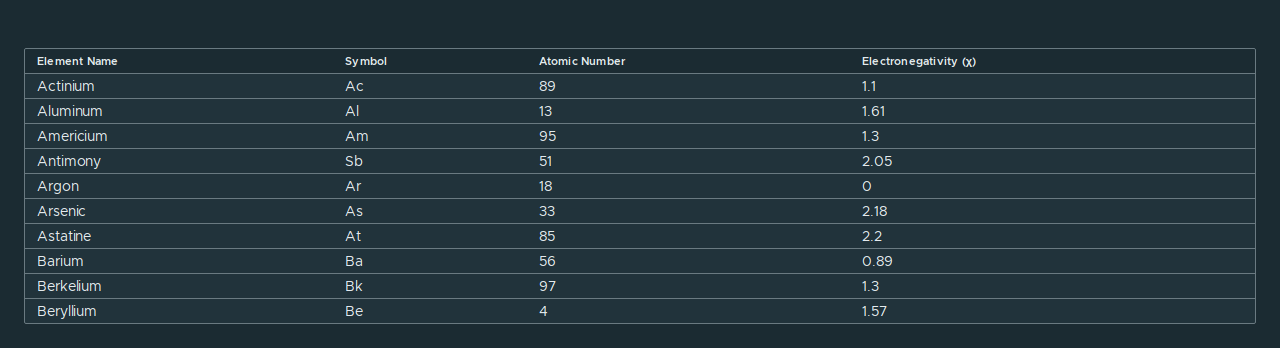 Element Name Symbol Atomic Number Electronegativity (χ)
Actinium Ac 89 1.1
Aluminum Al 13 1.61
Americium Am 95 1.3
Antimony Sb 51 2.05
Argon Ar 18 0
Arsenic As 33 2.18
Astatine At 85 2.2
Barium Ba 56 0.89
Berkelium Bk 97 1.3
Beryllium Be 4 1.57